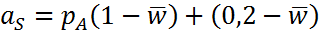 a_S = p_A(1 − w̅) + (0,2 − w̅)